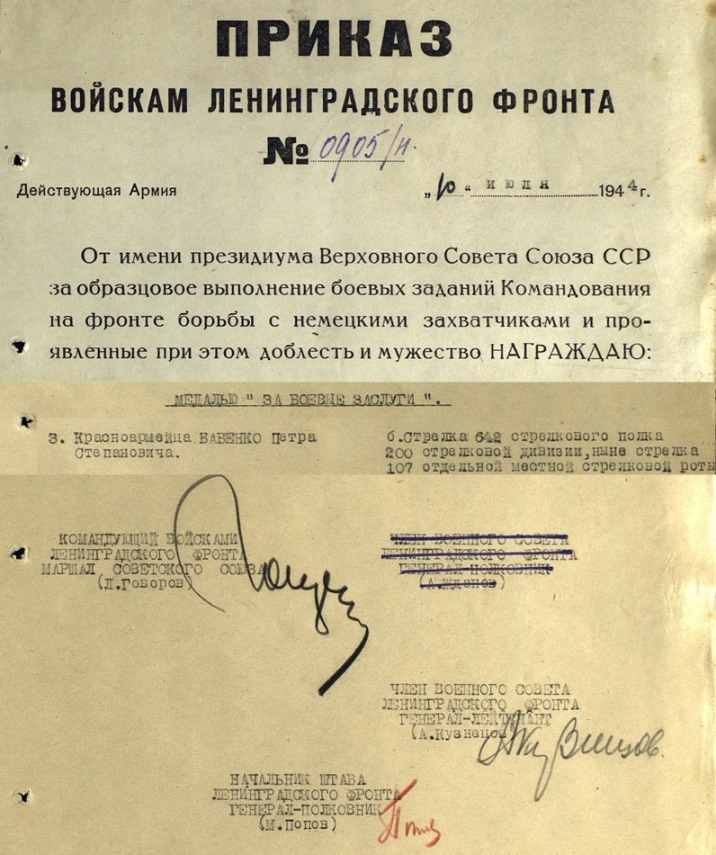 ПРИКАЗ
ВОЙСКАМ ЛЕНИНГРАДСКОГО ФРОНТА
№ 0905/н.
Действующая Армия „10“ июля 1944 г.
От имени президиума Верховного Совета Союза ССР
за образцовое выполнение боевых заданий Командования
на фронте борьбы с немецкими захватчиками и про-
явленные при этом доблесть и мужество НАГРАЖДАЮ:
МЕДАЛЬЮ " ЗА БОЕВЫЕ ЗАСЛУГИ ".
3. Красноармейца БАБЕНКО Петра
Степановича.
б.Стрелка 642 стрелкового полка
200 стрелковой дивизии,ныне стрелка
107 отдельной местной стрелковой роты
КОМАНДУЮЩИЙ ВОЙСКАМИ
ЛЕНИНГРАДСКОГО ФРОНТА
МАРШАЛ СОВЕТСКОГО СОЮЗА
(Л.Говоров)
ЧЛЕН ВОЕННОГО СОВЕТА
ЛЕНИНГРАДСКОГО ФРОНТА
ГЕНЕРАЛ-ПОЛКОВНИК
(А.Жданов)
ЧЛЕН ВОЕННОГО СОВЕТА
ЛЕНИНГРАДСКОГО ФРОНТА
ГЕНЕРАЛ-ЛЕЙТЕНАНТ
(А.Кузнецов)
НАЧАЛЬНИК ШТАБА
ЛЕНИНГРАДСКОГО ФРОНТА
ГЕНЕРАЛ-ПОЛКОВНИК
(М.Попов)